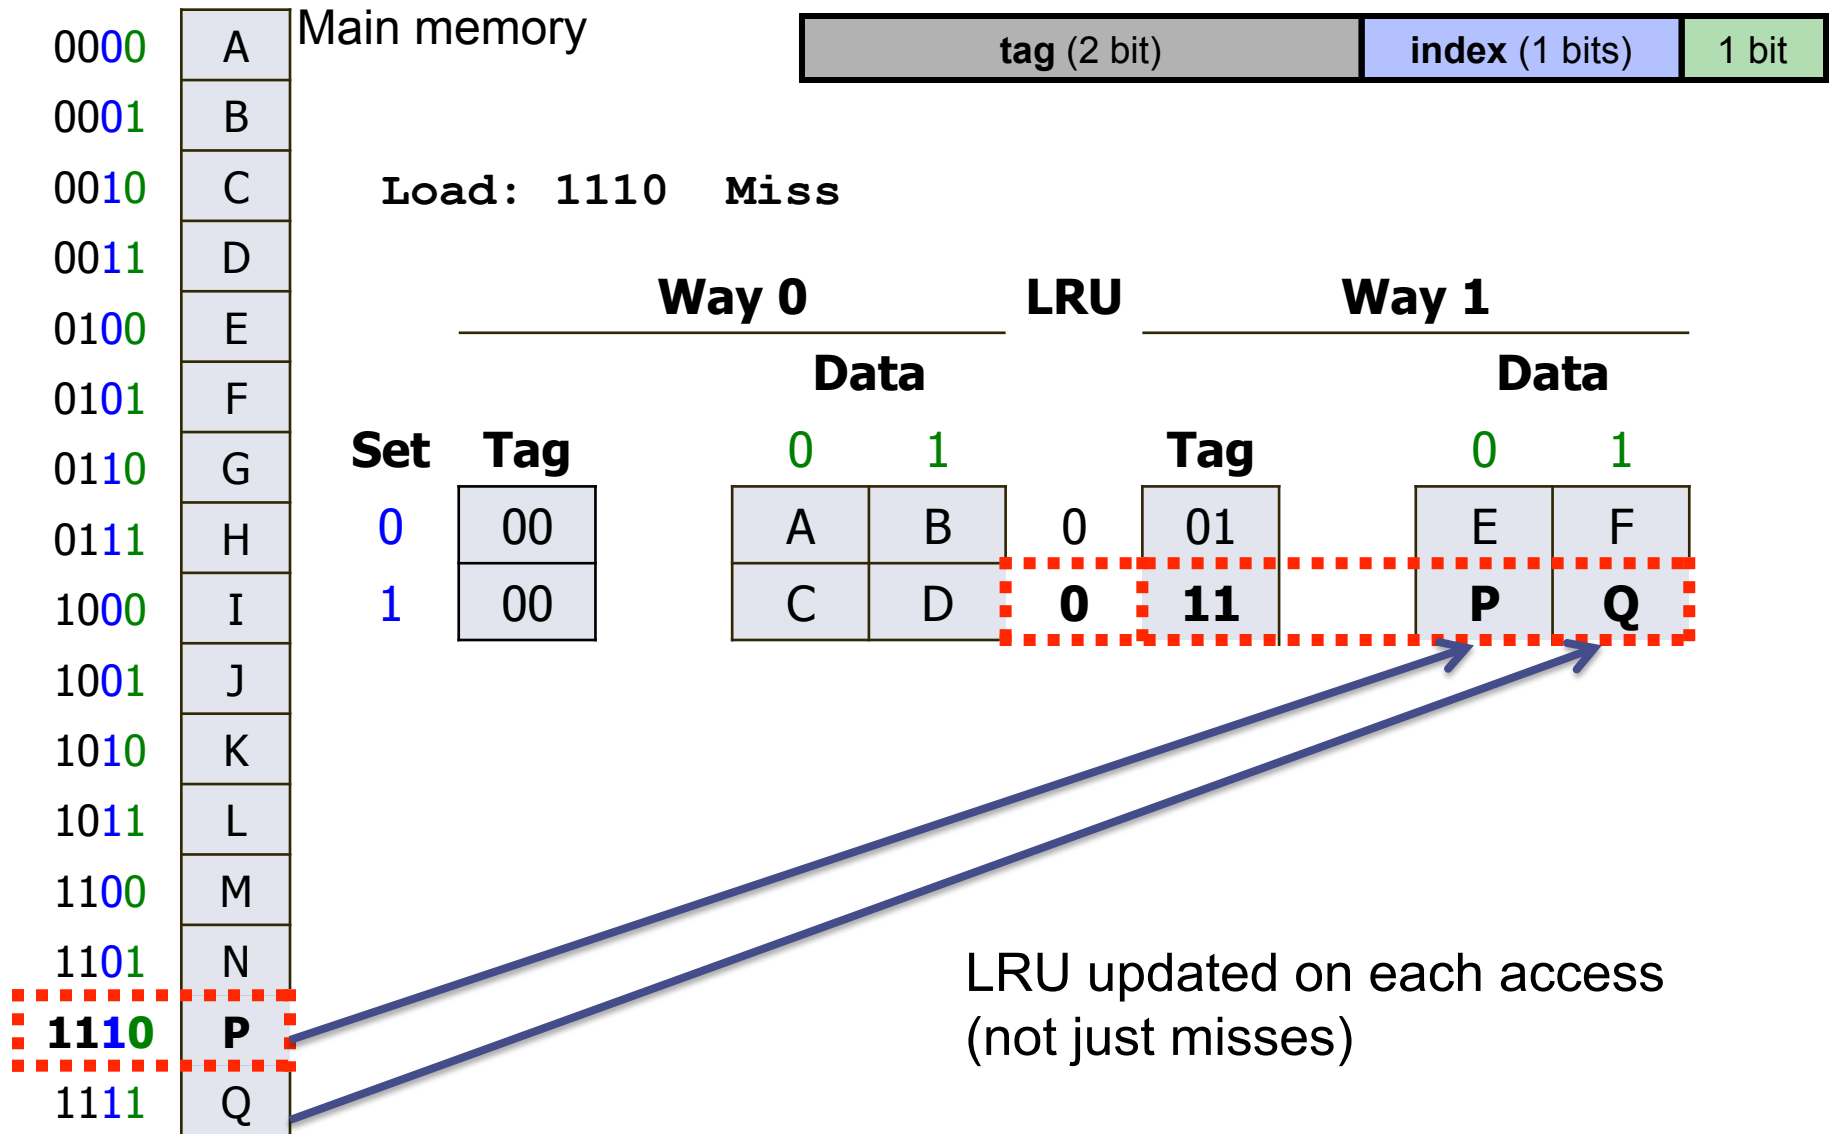 Main memory
tag (2 bit) index (1 bits) 1 bit
0000 A
0001 B
0010 C
0011 D
0100 E
0101 F
0110 G
0111 H
1000 I
1001 J
1010 K
1011 L
1100 M
1101 N
1110 P
1111 Q
Load: 1110 Miss
Way 0 LRU Way 1
Data Data
Set Tag 0 1 Tag 0 1
0 00 A B 0 01 E F
1 00 C D 0 11 P Q
LRU updated on each access
(not just misses)